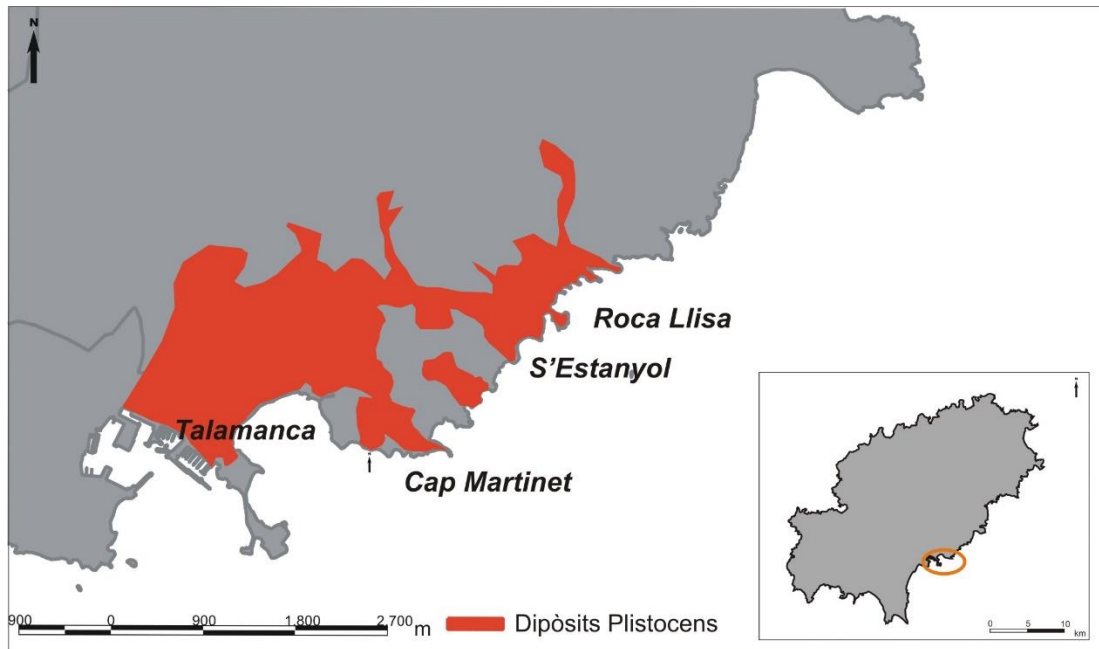 N
Roca Llisa
S'Estanyol
Talamanca
Cap Martinet
900 0 900 1,800 2,700 m
Dipòsits Plistocens
0 5 10
km